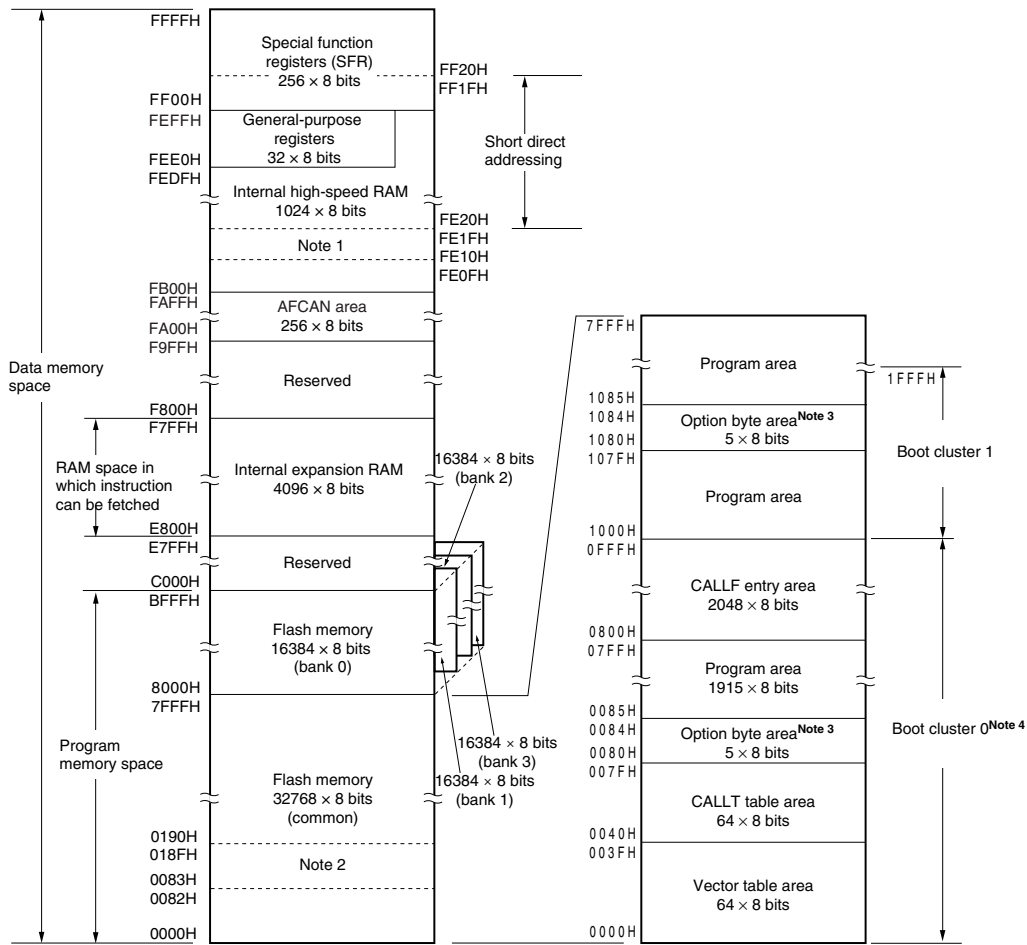 FFFFH
Special function
registers (SFR)
256 × 8 bits
FF20H
FF1FH
FF00H
FEFFH
General-purpose
registers
32 × 8 bits
Short direct
addressing
FEE0H
FEDFH
Internal high-speed RAM
1024 × 8 bits
FE20H
FE1FH
Note 1
FE10H
FE0FH
FB00H
FAFFH
AFCAN area
256 × 8 bits
FA00H
F9FFH
Data memory
space
Reserved
F800H
F7FFH
RAM space in
which instruction
can be fetched
Internal expansion RAM
4096 × 8 bits
16384 × 8 bits
(bank 2)
E800H
E7FFH
Reserved
C000H
BFFFH
Flash memory
16384 × 8 bits
(bank 0)
8000H
7FFFH
Program
memory space
16384 × 8 bits
(bank 3)
16384 × 8 bits
(bank 1)
Flash memory
32768 × 8 bits
(common)
0190H
018FH
Note 2
0083H
0082H
0000H
7FFFH
Program area
1FFFH
1085H
1084H
Option byte area Note 3
5 × 8 bits
1080H
107FH
Boot cluster 1
Program area
1000H
0FFFH
CALLF entry area
2048 × 8 bits
0800H
07FFH
Program area
1915 × 8 bits
0085H
0084H
Option byte area Note 3
5 × 8 bits
Boot cluster 0 Note 4
0080H
007FH
CALLT table area
64 × 8 bits
0040H
003FH
Vector table area
64 × 8 bits
0000H